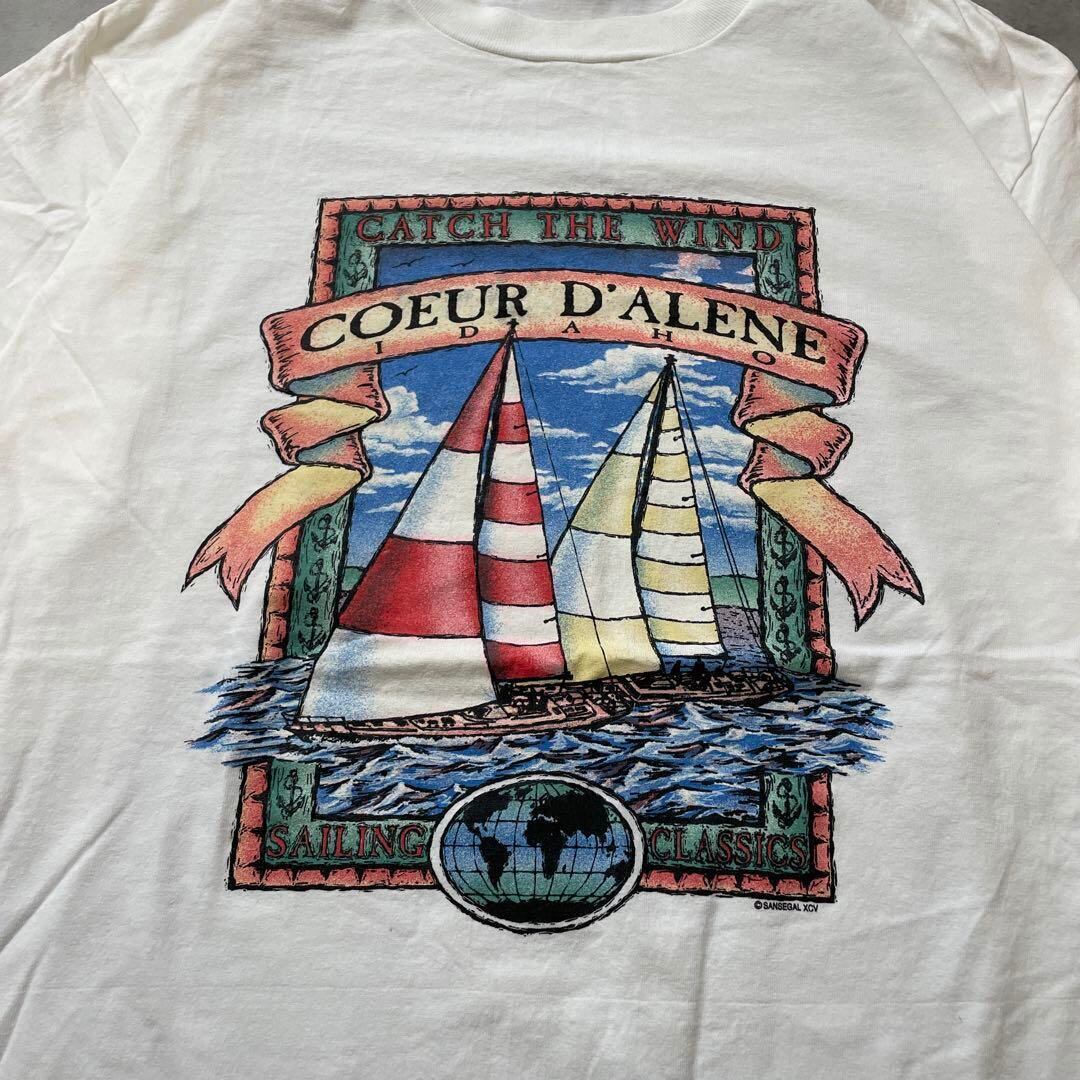 CATCH THE WIND
COEUR D'ALENE
IDAHO
SAILING CLASSICS
© SANSEGAL XCV